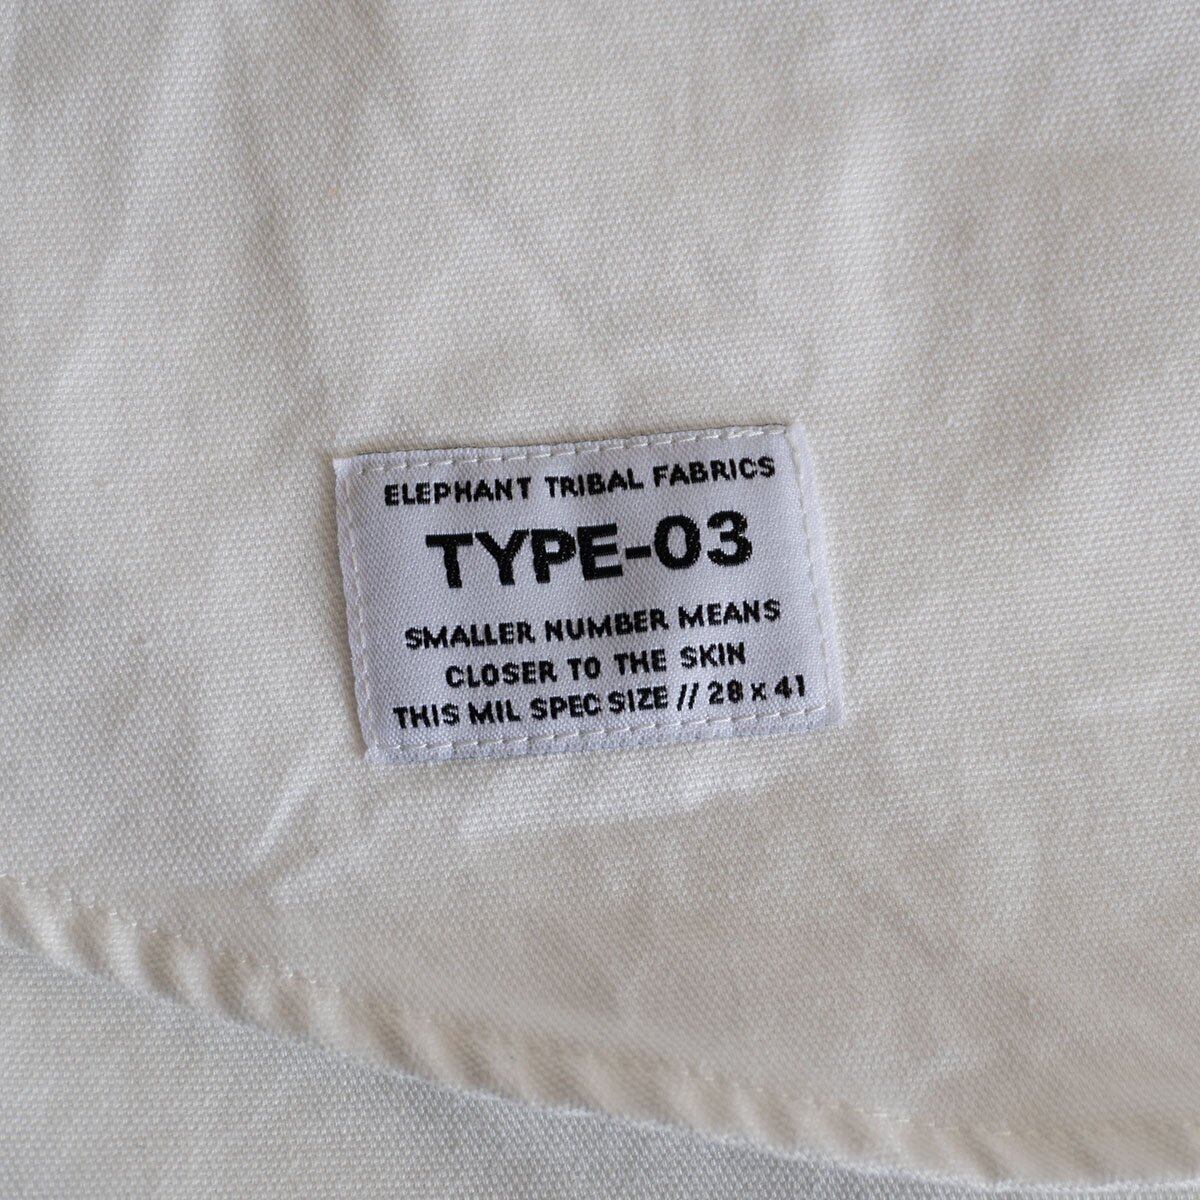 ELEPHANT TRIBAL FABRICS
TYPE-03
SMALLER NUMBER MEANS
CLOSER TO THE SKIN
THIS MIL SPEC SIZE // 28 x 41